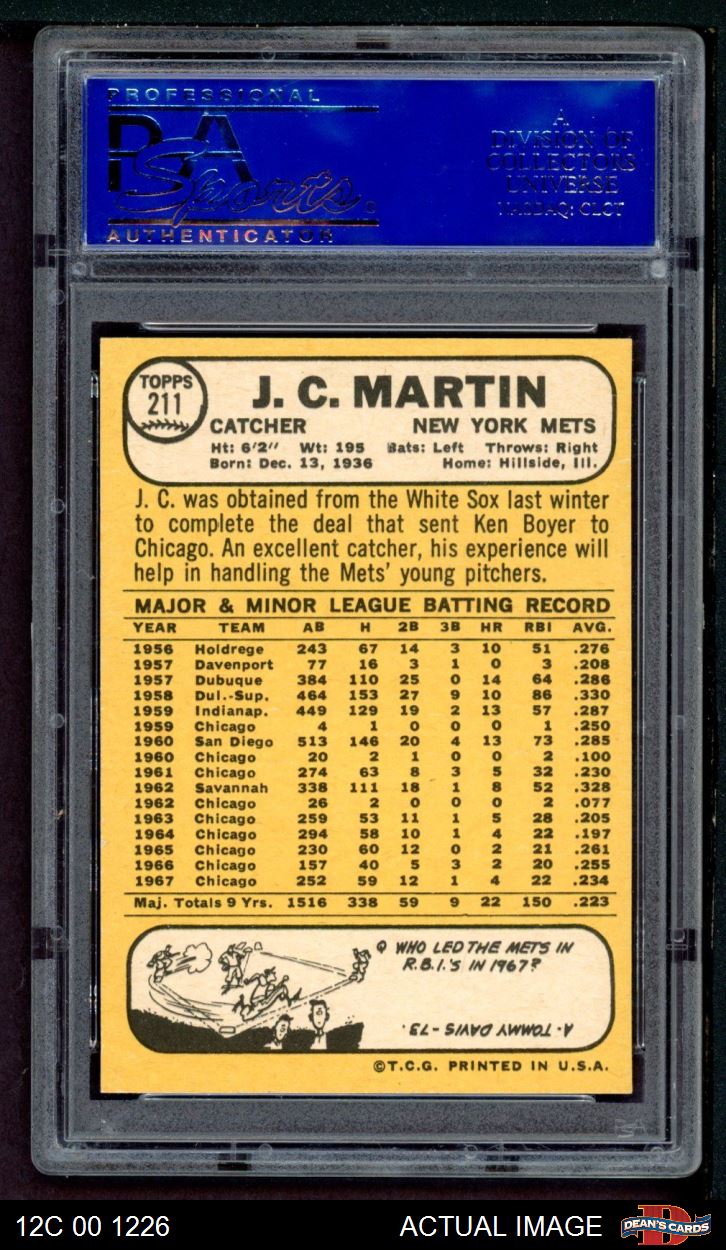 PROFESSIONAL
PSA
Sports
AUTHENTICATOR
A
DIVISION OF
COLLECTORS
UNIVERSE
NASDAQ: CLCT
TOPPS
211
J. C. MARTIN
CATCHER NEW YORK METS
Ht: 6'2" Wt: 195 Bats: Left Throws: Right
Born: Dec. 13, 1936 Home: Hillside, Ill.
J. C. was obtained from the White Sox last winter
to complete the deal that sent Ken Boyer to
Chicago. An excellent catcher, his experience will
help in handling the Mets' young pitchers.
MAJOR & MINOR LEAGUE BATTING RECORD
YEAR TEAM AB H 2B 3B HR RBI AVG.
1956 Holdrege 243 67 14 3 10 51 .276
1957 Davenport 77 16 3 1 0 3 .208
1957 Dubuque 384 110 25 0 14 64 .286
1958 Dul.-Sup. 464 153 27 9 10 86 .330
1959 Indianap. 449 129 19 2 13 57 .287
1959 Chicago 4 1 0 0 0 1 .250
1960 San Diego 513 146 20 4 13 73 .285
1960 Chicago 20 2 1 0 0 2 .100
1961 Chicago 274 63 8 3 5 32 .230
1962 Savannah 338 111 18 1 8 52 .328
1962 Chicago 26 2 0 0 0 2 .077
1963 Chicago 259 53 11 1 5 28 .205
1964 Chicago 294 58 10 1 4 22 .197
1965 Chicago 230 60 12 0 2 21 .261
1966 Chicago 157 40 5 3 2 20 .255
1967 Chicago 252 59 12 1 4 22 .234
Maj. Totals 9 Yrs. 1516 338 59 9 22 150 .223
Q WHO LED THE METS IN
R.B.I.'S IN 1967?
A. TOMMY DAVIS - 73.
©T.C.G. PRINTED IN U.S.A.
PSA
12C 00 1226 ACTUAL IMAGE DEAN'S CARDS